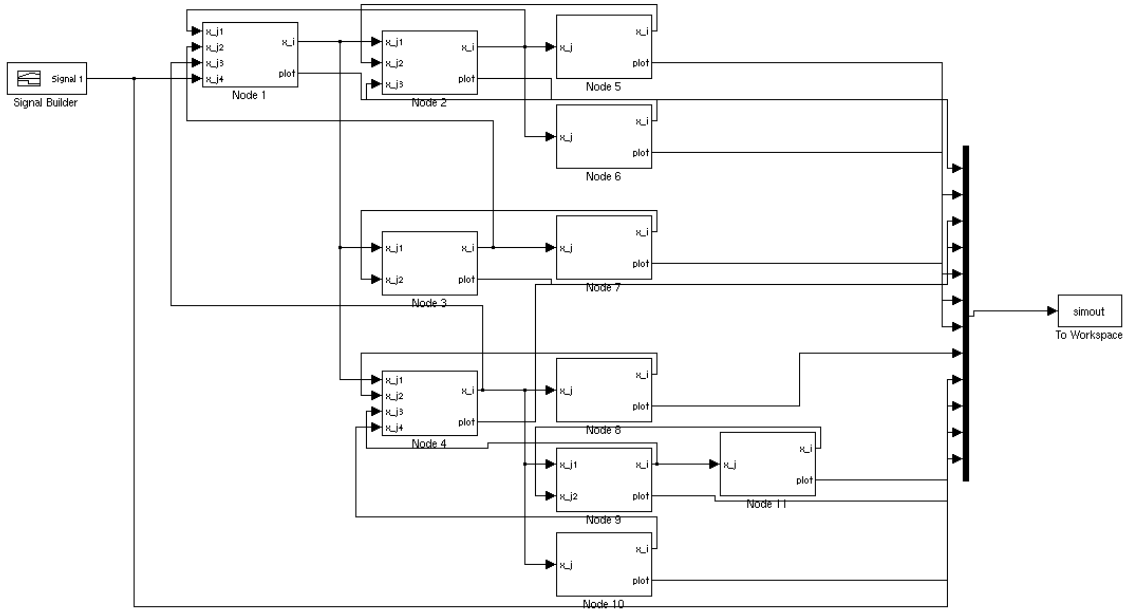 Signal 1
Signal Builder
x_j1
x_j2
x_j3
x_j4
x_i
plot
Node 1
x_j1
x_j2
x_j3
x_i
plot
Node 2
x_j
x_i
plot
Node 5
x_j
x_i
plot
Node 6
x_j1
x_j2
x_i
plot
Node 3
x_j
x_i
plot
Node 7
simout
To Workspace
x_j1
x_j2
x_j3
x_j4
x_i
plot
Node 4
x_j
x_i
plot
Node 8
x_j1
x_j2
x_i
plot
Node 9
x_j
x_i
plot
Node 11
x_j
x_i
plot
Node 10